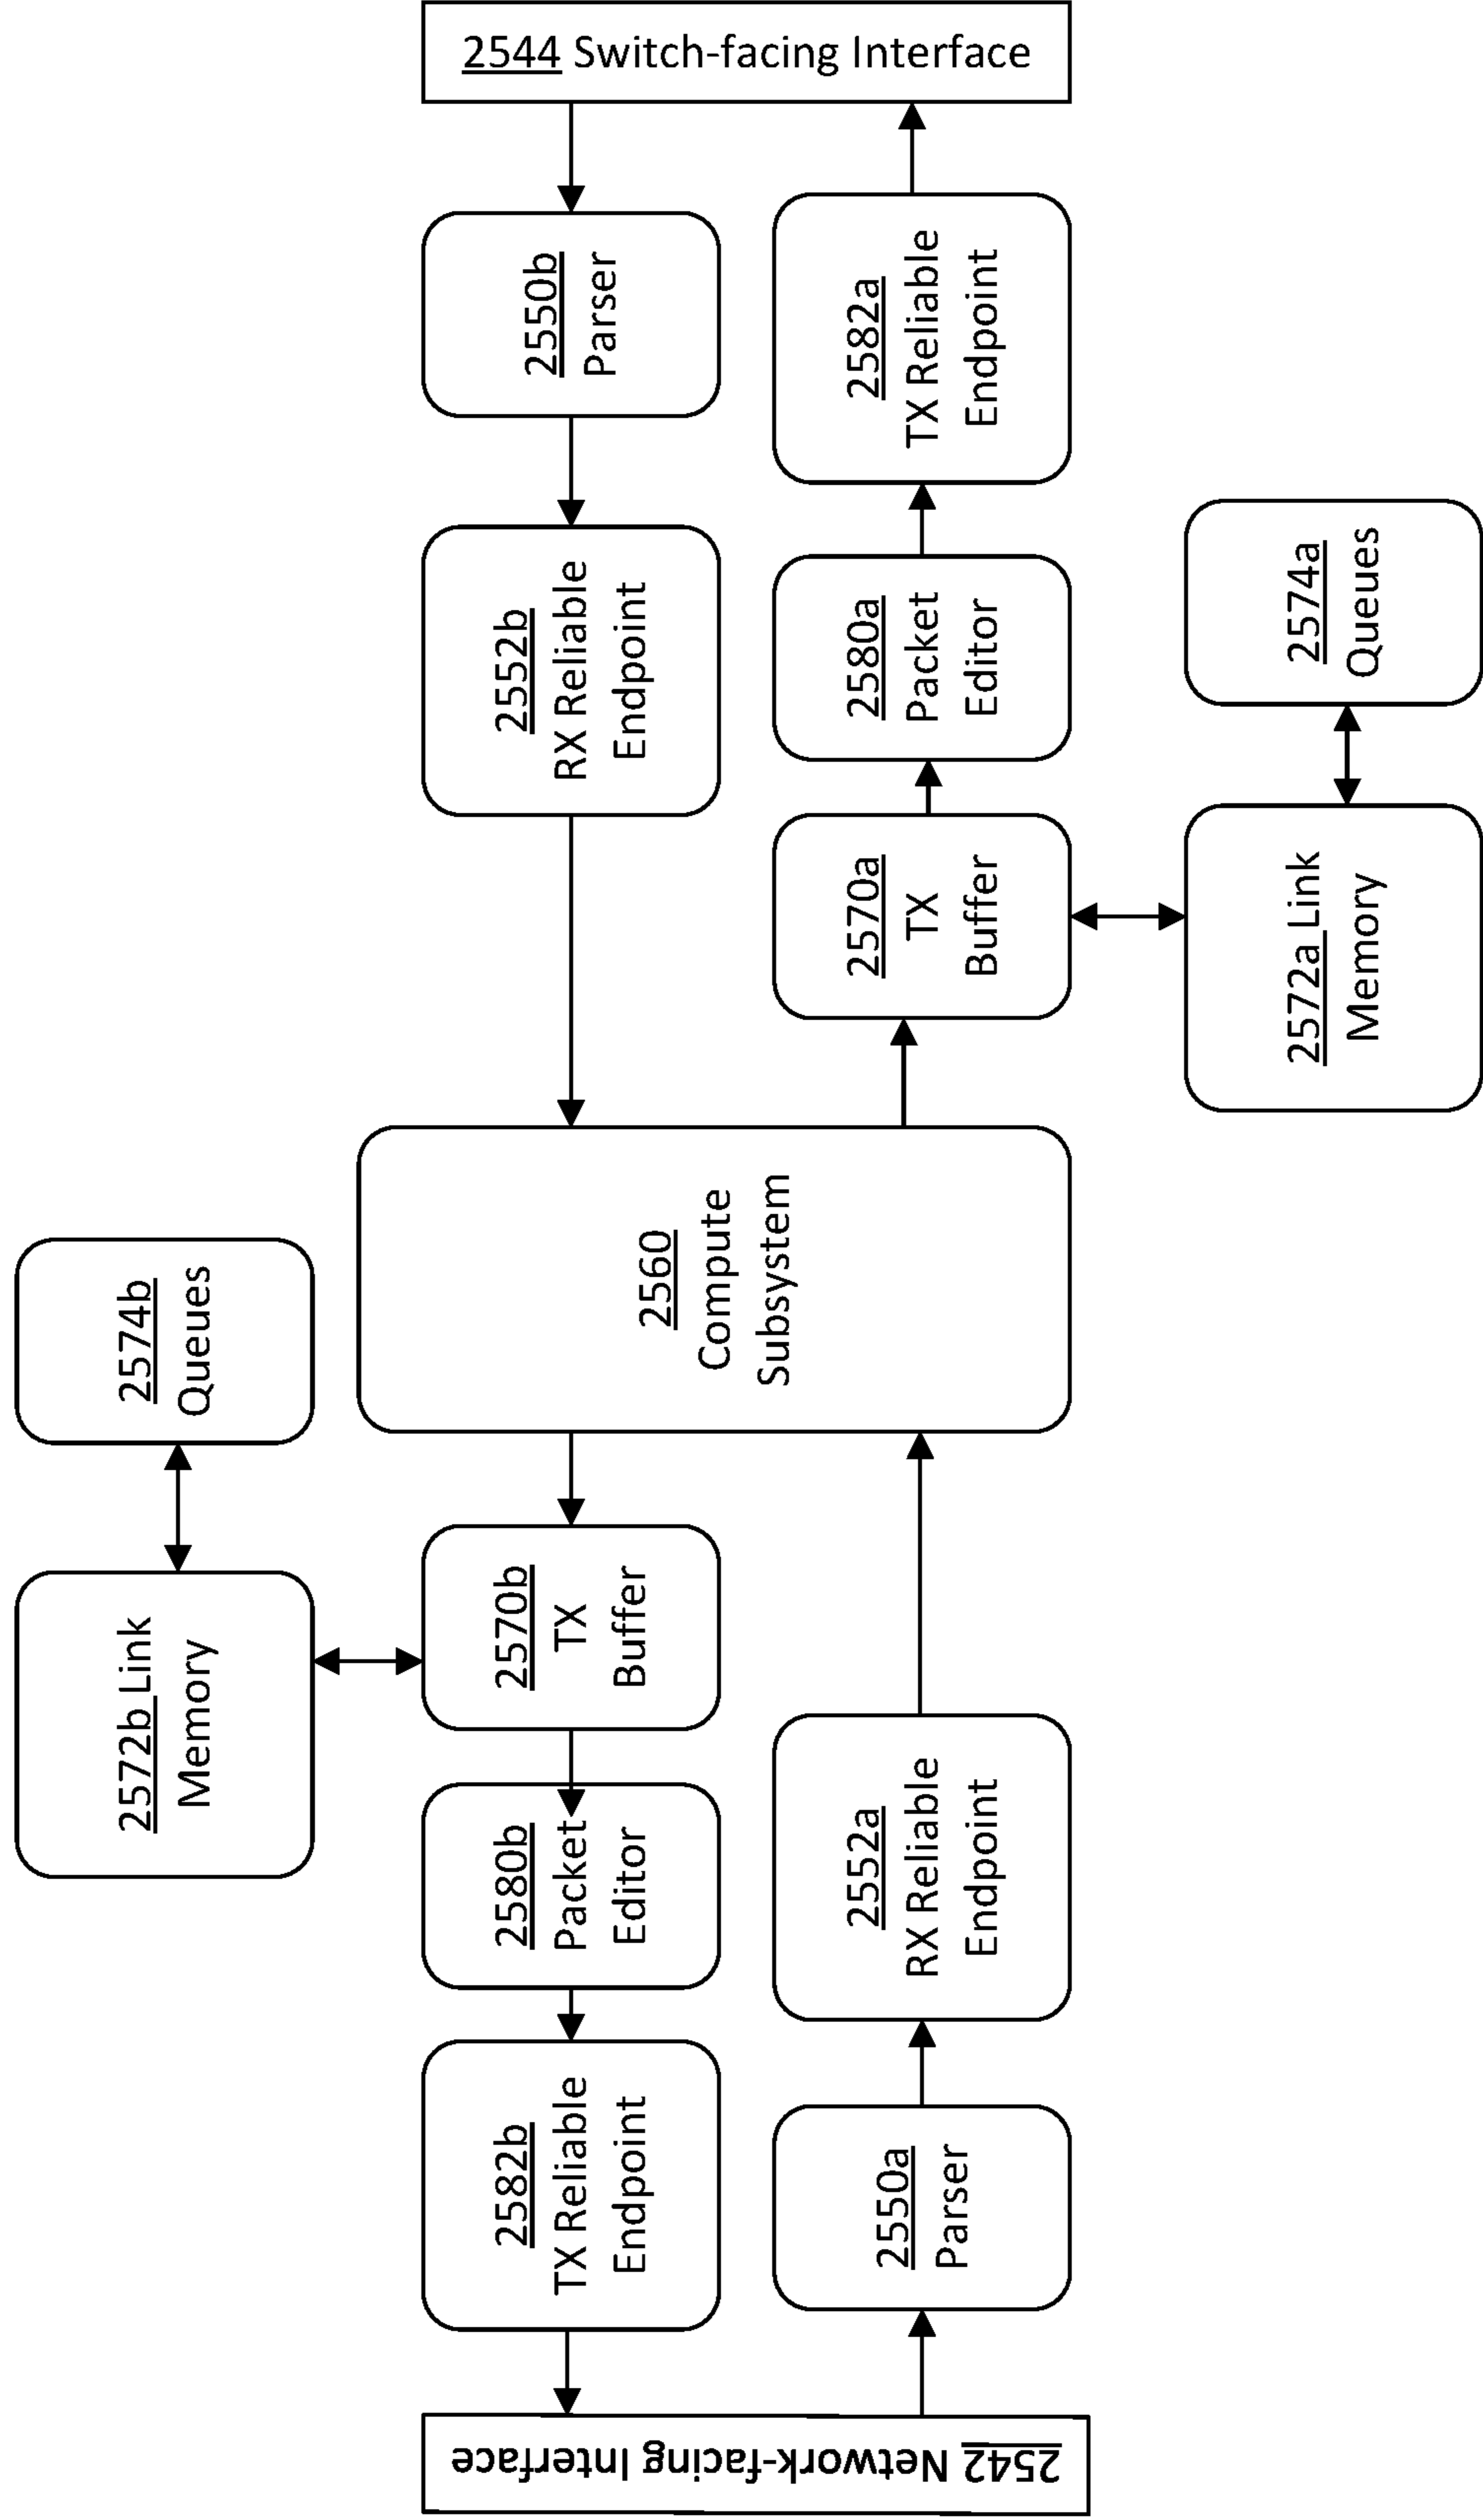 2544 Switch-facing Interface
2550b
Parser
2582a
TX Reliable
Endpoint
2552b
RX Reliable
Endpoint
2580a
Packet
Editor
2574a
Queues
2570a
TX
Buffer
2572a Link
Memory
2560
Compute
Subsystem
2574b
Queues
2572b Link
Memory
2570b
TX
Buffer
2580b
Packet
Editor
2552a
RX Reliable
Endpoint
2582b
TX Reliable
Endpoint
2550a
Parser
2542 Network-facing Interface